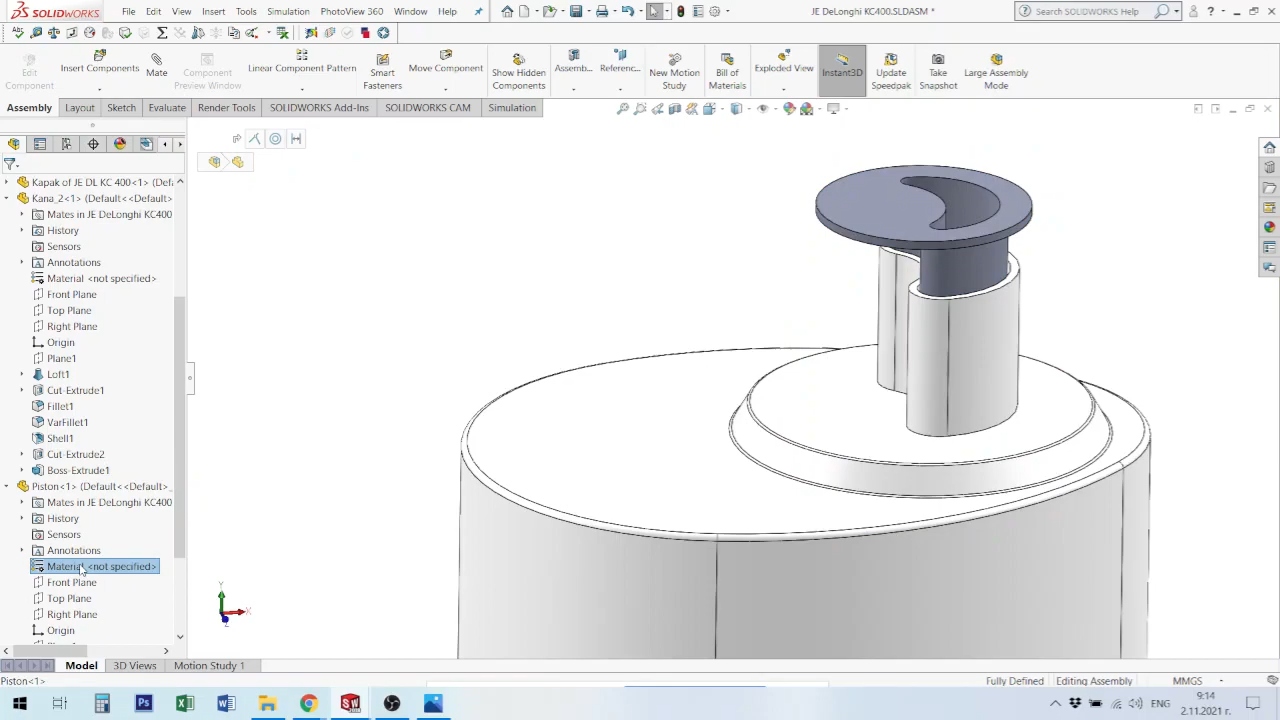 SOLIDWORKS File Edit View Insert Tools Simulation PhotoView 360 Window Help JE DeLonghi KC400.SLDASM * Search SOLIDWORKS Help
Edit Component
Insert Components
Mate
Component Preview Window
Linear Component Pattern
Smart Fasteners
Move Component
Show Hidden Components
Assemb...
Referenc...
New Motion Study
Bill of Materials
Exploded View
Instant3D
Update Speedpak
Take Snapshot
Large Assembly Mode
Assembly Layout Sketch Evaluate Render Tools SOLIDWORKS Add-Ins SOLIDWORKS CAM Simulation
Kapak of JE DL KC 400<1> (Defa
Kana_2<1> (Default<<Default>
Mates in JE DeLonghi KC400
History
Sensors
Annotations
Material <not specified>
Front Plane
Top Plane
Right Plane
Origin
Plane1
Loft1
Cut-Extrude1
Fillet1
VarFillet1
Shell1
Cut-Extrude2
Boss-Extrude1
Piston<1> (Default<<Default>_
Mates in JE DeLonghi KC400
History
Sensors
Annotations
Material <not specified>
Front Plane
Top Plane
Right Plane
Origin
Y
X
Z
Model 3D Views Motion Study 1
Piston<1> Fully Defined Editing Assembly MMGS
ENG 9:14
2.11.2021 г.